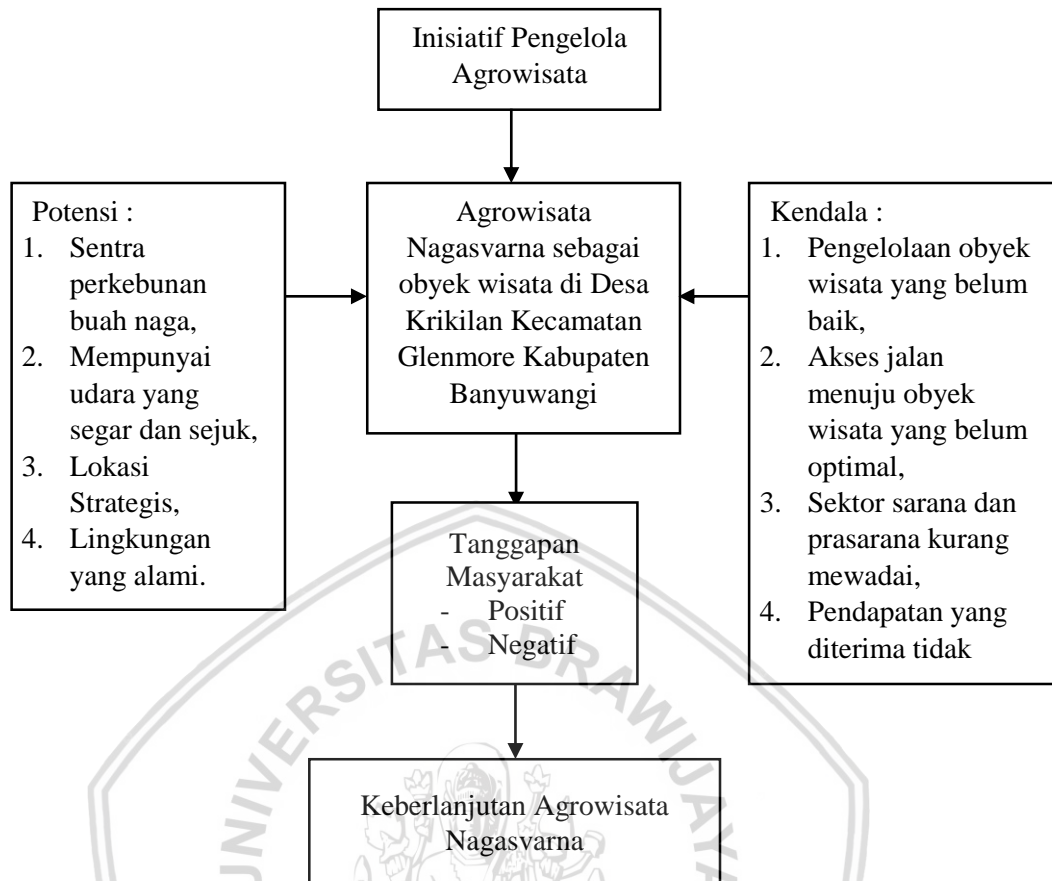 Inisiatif Pengelola
Agrowisata
Potensi :
1. Sentra
perkebunan
buah naga,
2. Mempunyai
udara yang
segar dan sejuk,
3. Lokasi
Strategis,
4. Lingkungan
yang alami.
Agrowisata
Nagasvarna sebagai
obyek wisata di Desa
Krikilan Kecamatan
Glenmore Kabupaten
Banyuwangi
Kendala :
1. Pengelolaan obyek
wisata yang belum
baik,
2. Akses jalan
menuju obyek
wisata yang belum
optimal,
3. Sektor sarana dan
prasarana kurang
mewadai,
4. Pendapatan yang
diterima tidak
Tanggapan
Masyarakat
- Positif
- Negatif
Keberlanjutan Agrowisata
Nagasvarna
UNIVERSITAS BRAWIJAYA